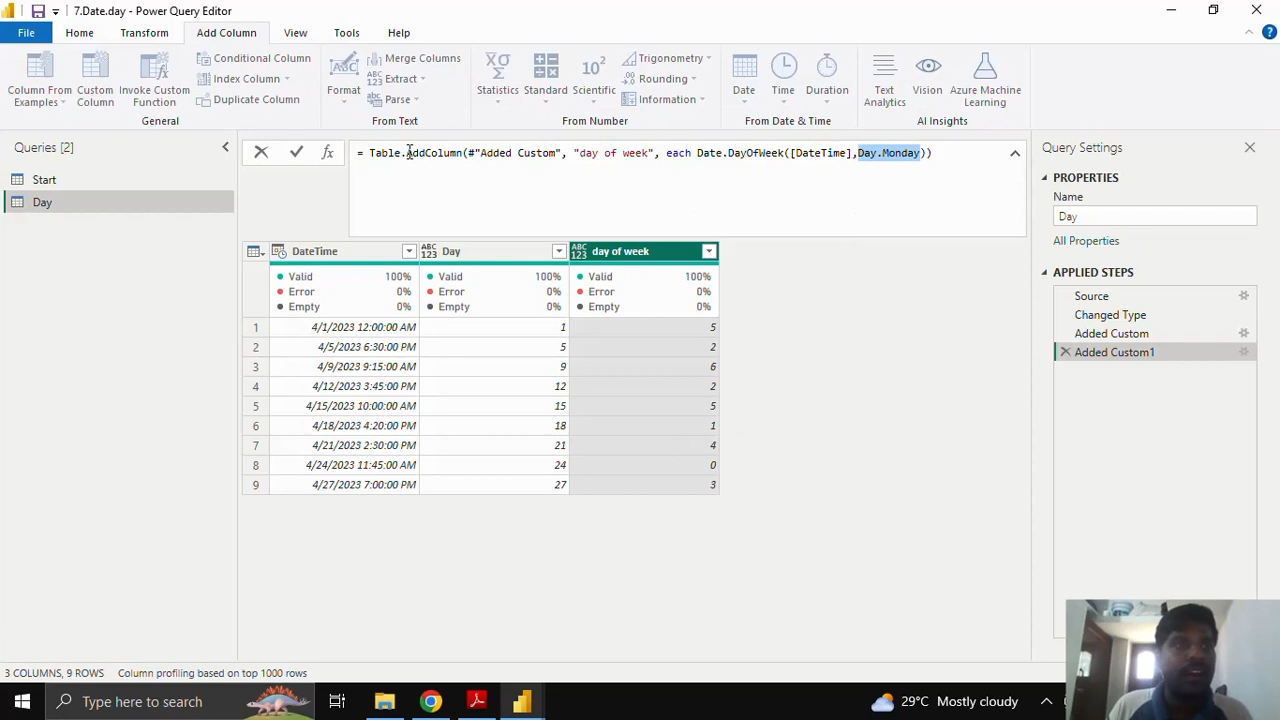 7.Date.day - Power Query Editor
File Home Transform Add Column View Tools Help
Column From Examples
Custom Column
Invoke Custom Function
Conditional Column
Index Column
Duplicate Column
General
Format
Merge Columns
Extract
Parse
From Text
Statistics
Standard
Scientific
Trigonometry
Rounding
Information
From Number
Date
Time
Duration
From Date & Time
Text Analytics
Vision
Azure Machine Learning
AI Insights
Queries [2]
Start
Day
= Table.AddColumn(#"Added Custom", "day of week", each Date.DayOfWeek([DateTime],Day.Monday))
DateTime ABC 123 Day ABC 123 day of week
Valid 100% Valid 100% Valid 100%
Error 0% Error 0% Error 0%
Empty 0% Empty 0% Empty 0%
1 4/1/2023 12:00:00 AM 1 5
2 4/5/2023 6:30:00 PM 5 2
3 4/9/2023 9:15:00 AM 9 6
4 4/12/2023 3:45:00 PM 12 2
5 4/15/2023 10:00:00 AM 15 5
6 4/18/2023 4:20:00 PM 18 1
7 4/21/2023 2:30:00 PM 21 4
8 4/24/2023 11:45:00 AM 24 0
9 4/27/2023 7:00:00 PM 27 3
Query Settings
PROPERTIES
Name
Day
All Properties
APPLIED STEPS
Source
Changed Type
Added Custom
Added Custom1
3 COLUMNS, 9 ROWS Column profiling based on top 1000 rows
Type here to search
29°C Mostly cloudy